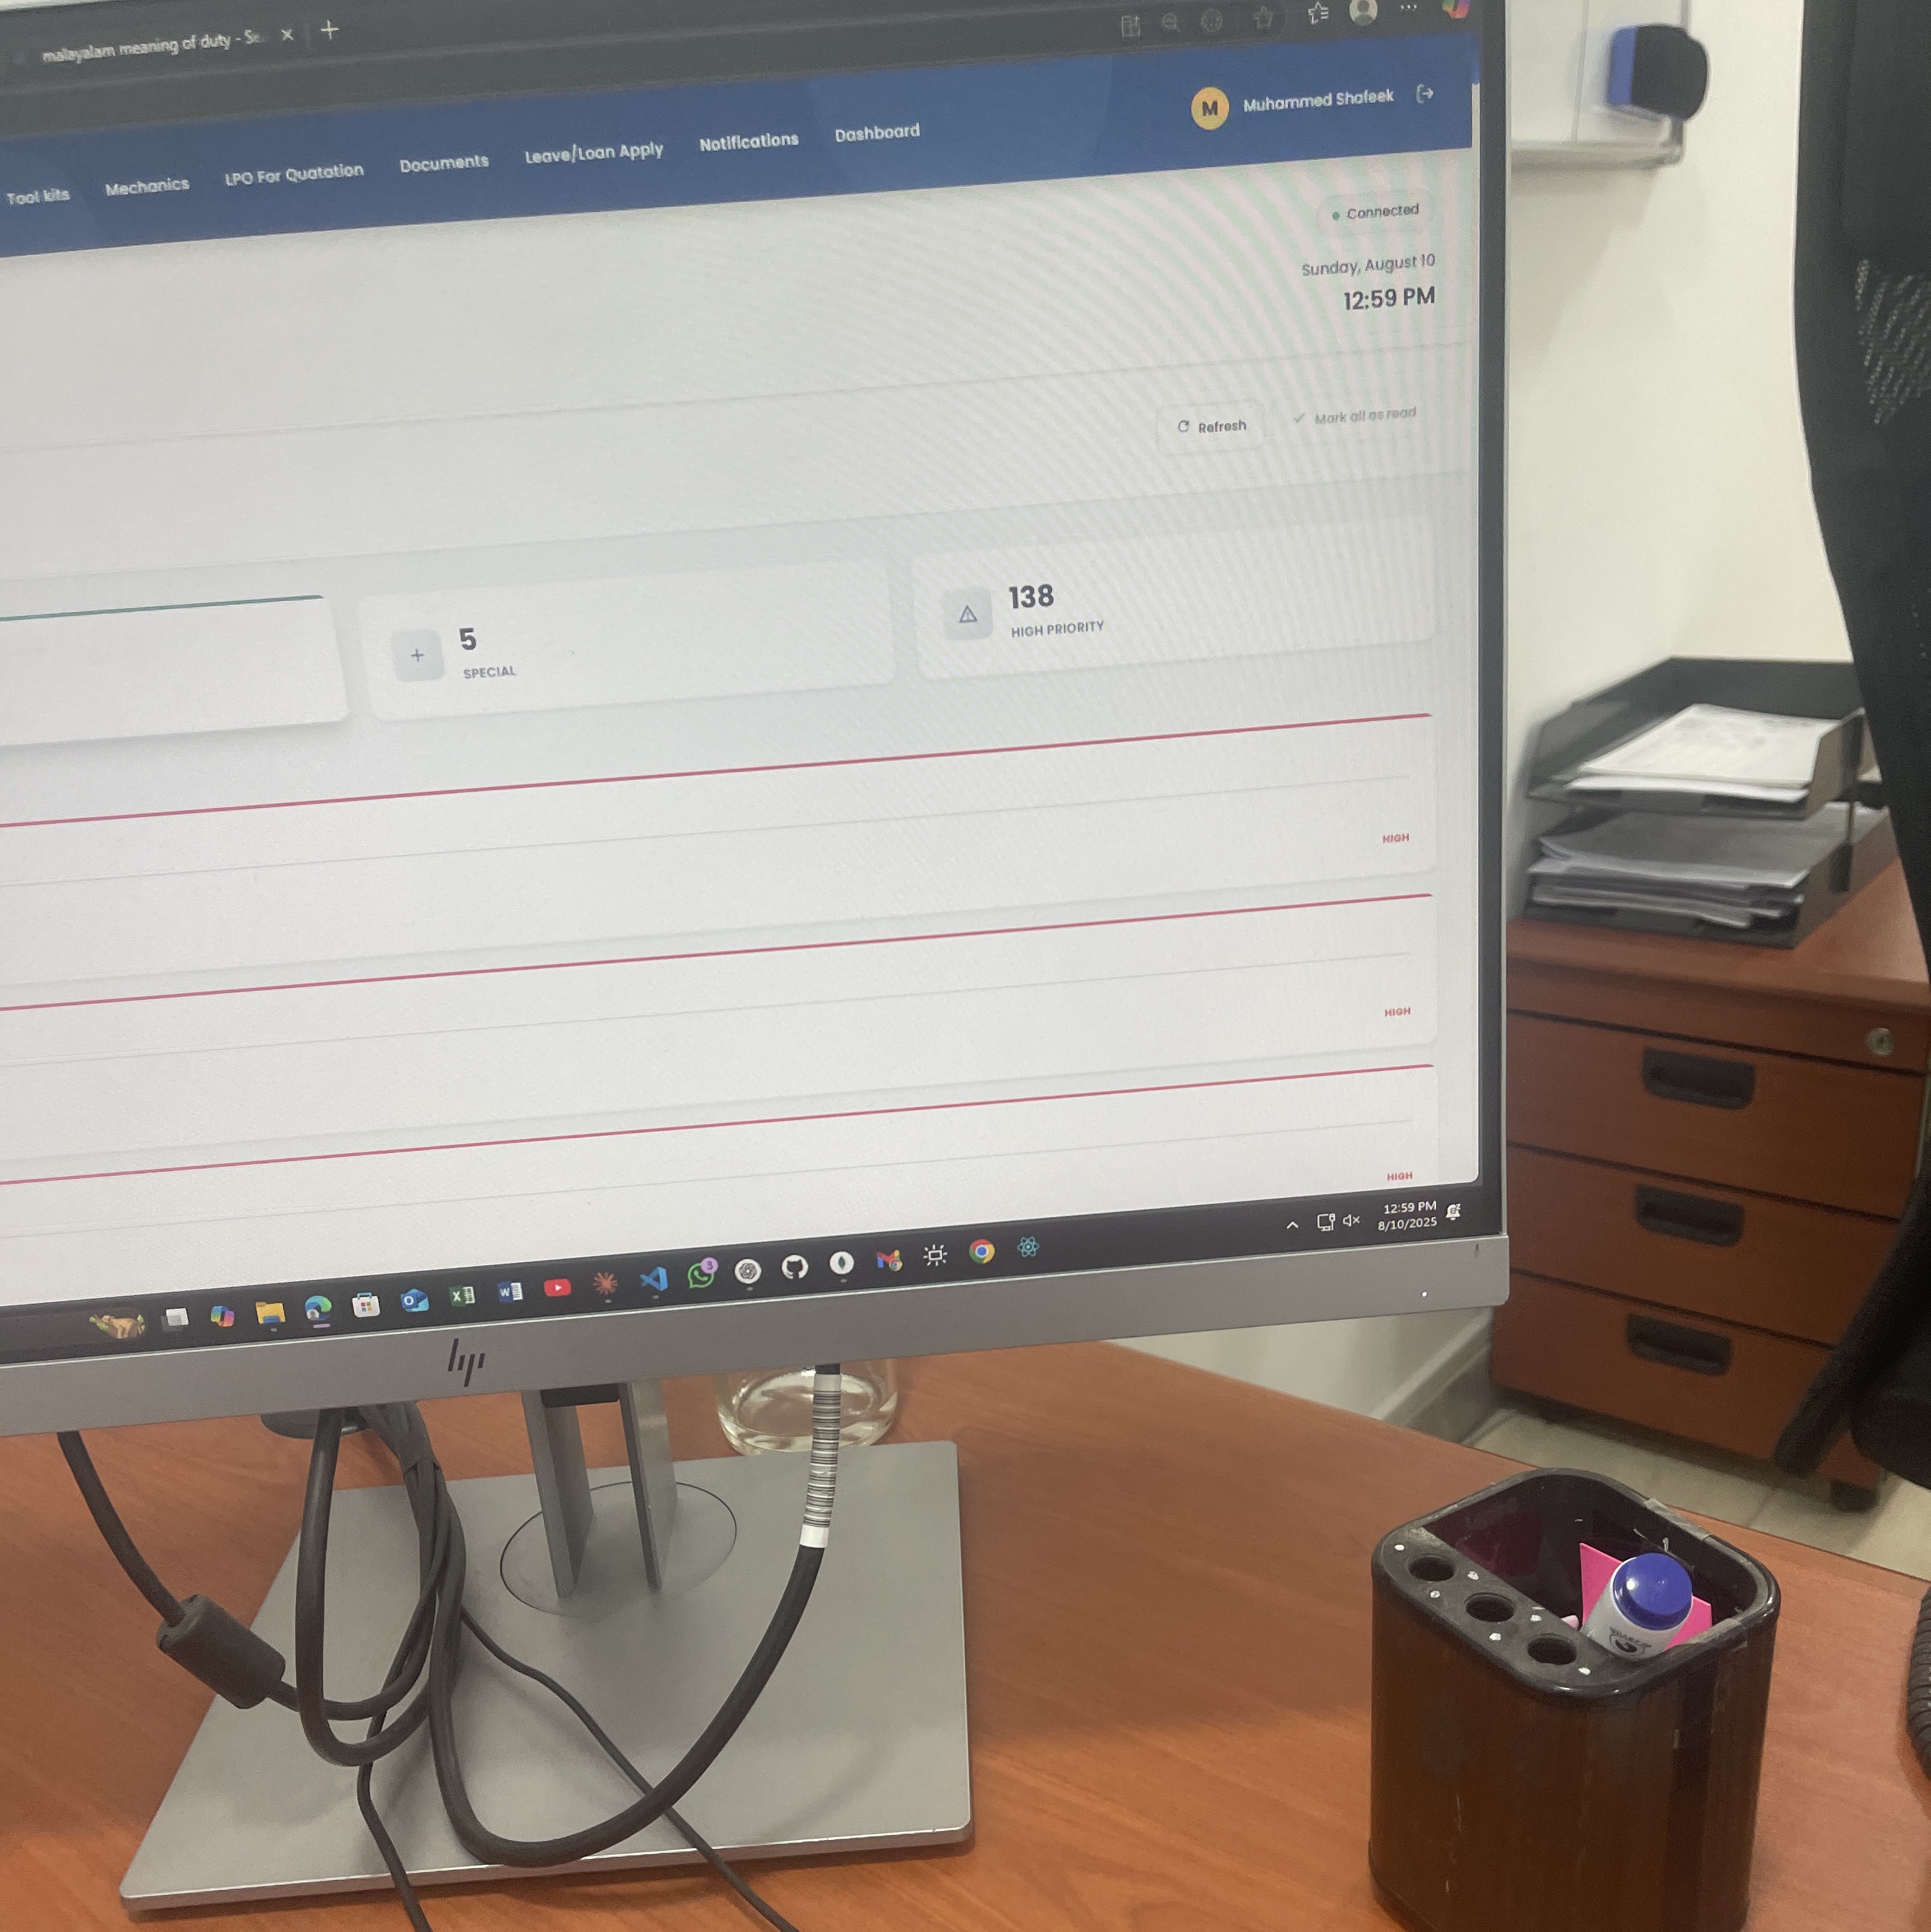 malayalam meaning of duty - Se
Tool kits
Mechanics
LPO For Quatation
Documents
Leave/Loan Apply
Notifications
Dashboard
M
Muhammed Shafeek
Connected
Sunday, August 10
12:59 PM
Refresh
Mark all as read
5
SPECIAL
138
HIGH PRIORITY
HIGH
HIGH
HIGH
12:59 PM
8/10/2025
3
hp